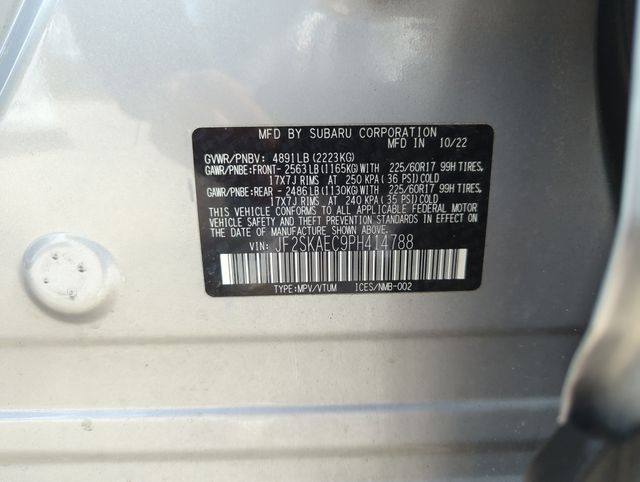 MFD BY SUBARU CORPORATION
MFD IN 10/22
GVWR/PNBV: 4891LB(2223KG)
GAWR/PNBE:FRONT- 2563LB(1165KG)WITH 225/60R17 99H TIRES,
17X7J RIMS AT 250 KPA(36 PSI)COLD
GAWR/PNBE:REAR - 2486LB(1130KG)WITH 225/60R17 99H TIRES,
17X7J RIMS AT 240 KPA(35 PSI)COLD
THIS VEHICLE CONFORMS TO ALL APPLICABLE FEDERAL MOTOR
VEHICLE SAFETY AND THEFT PREVENTION STANDARDS IN EFFECT ON
THE DATE OF MANUFACTURE SHOWN ABOVE.
VIN: JF2SKAEC9PH414788
TYPE:MPV/VTUM ICES/NMB-002